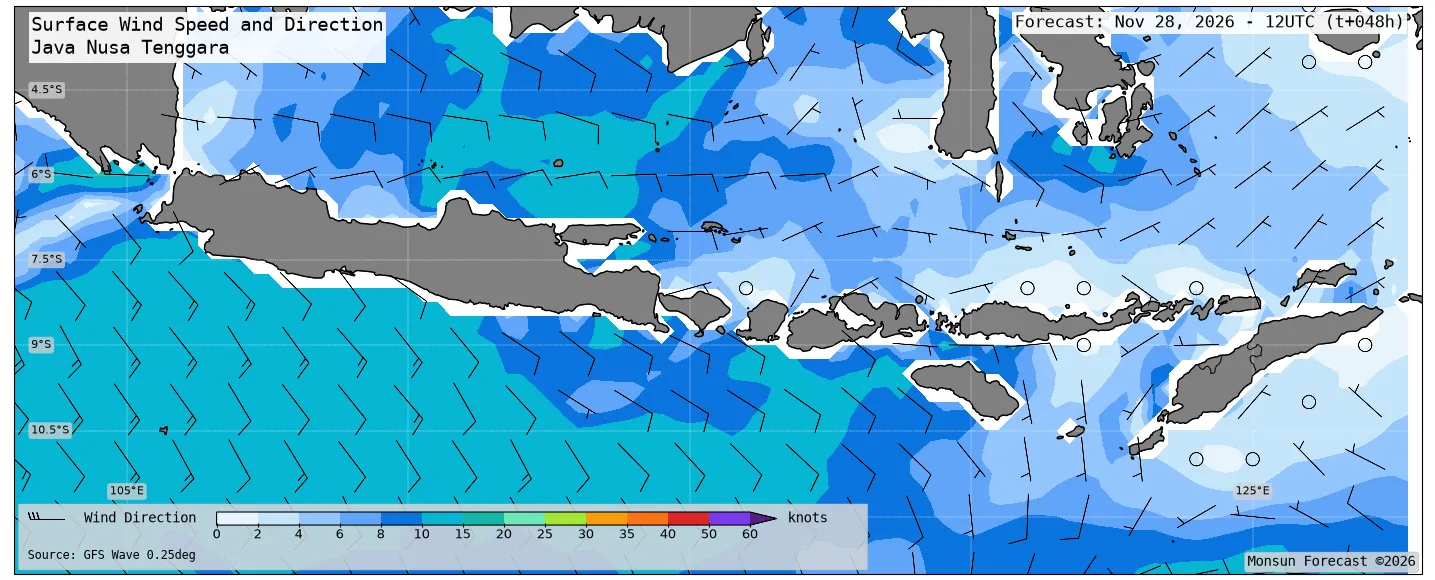 Surface Wind Speed and Direction
Java Nusa Tenggara
Forecast: Nov 28, 2026 - 12UTC (t+048h)
4.5°S
6°S
7.5°S
9°S
10.5°S
105°E
125°E
Wind Direction
0 2 4 6 8 10 15 20 25 30 35 40 50 60
knots
Source: GFS Wave 0.25deg
Monsun Forecast ©2026